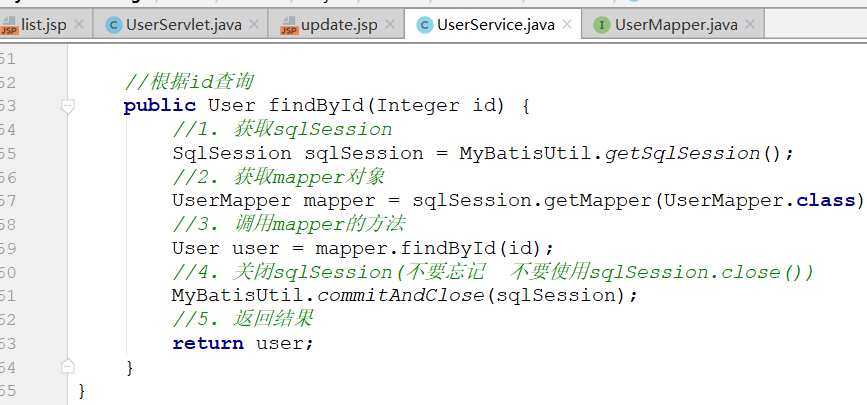 list.jsp UserServlet.java update.jsp UserService.java UserMapper.java
51
52 //根据id查询
53 public User findById(Integer id) {
54 //1. 获取sqlSession
55 SqlSession sqlSession = MyBatisUtil.getSqlSession();
56 //2. 获取mapper对象
57 UserMapper mapper = sqlSession.getMapper(UserMapper.class)
58 //3. 调用mapper的方法
59 User user = mapper.findById(id);
60 //4. 关闭sqlSession(不要忘记 不要使用sqlSession.close())
61 MyBatisUtil.commitAndClose(sqlSession);
62 //5. 返回结果
63 return user;
64 }
65 }